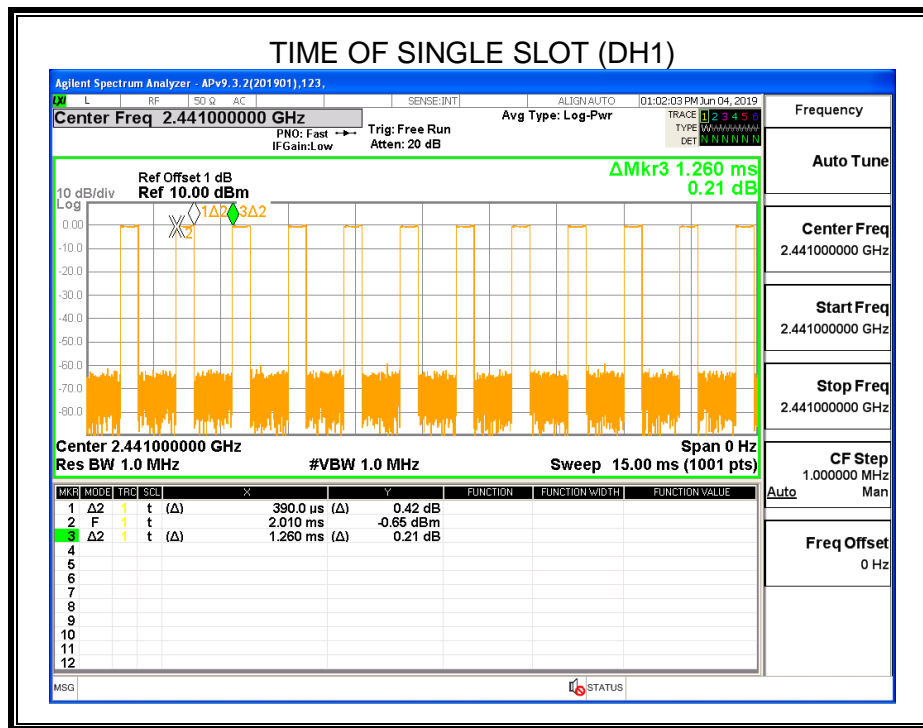 TIME OF SINGLE SLOT (DH1)
Agilent Spectrum Analyzer - APv9.3.2(201901),123,
LXI L RF 50 Ω AC SENSE:INT ALIGN AUTO 01:02:03 PM Jun 04, 2019
Center Freq 2.441000000 GHz
PNO: Fast
IFGain:Low
Trig: Free Run
Atten: 20 dB
Avg Type: Log-Pwr
TRACE 1 2 3 4 5 6
TYPE W
DET N N N N N N
ΔMkr3 1.260 ms
0.21 dB
Ref Offset 1 dB
10 dB/div Ref 10.00 dBm
Log
1Δ2 3Δ2
2
0.00
-10.0
-20.0
-30.0
-40.0
-50.0
-60.0
-70.0
-80.0
Center 2.441000000 GHz Span 0 Hz
Res BW 1.0 MHz #VBW 1.0 MHz Sweep 15.00 ms (1001 pts)
MKR MODE TRC SCL X Y FUNCTION FUNCTION WIDTH FUNCTION VALUE
1 Δ2 1 t (Δ) 390.0 µs (Δ) 0.42 dB
2 F 1 t 2.010 ms -0.65 dBm
3 Δ2 1 t (Δ) 1.260 ms (Δ) 0.21 dB
4
5
6
7
8
9
10
11
12
MSG STATUS
Frequency
Auto Tune
Center Freq
2.441000000 GHz
Start Freq
2.441000000 GHz
Stop Freq
2.441000000 GHz
CF Step
1.000000 MHz
Auto Man
Freq Offset
0 Hz